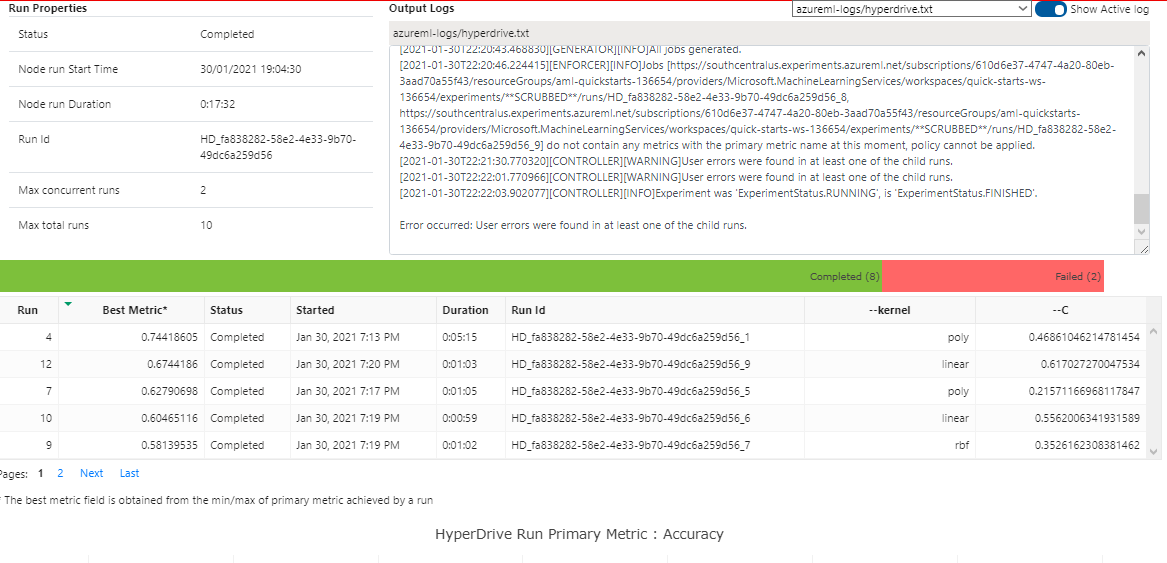 Run Properties
Status Completed
Node run Start Time 30/01/2021 19:04:30
Node run Duration 0:17:32
Run Id HD_fa838282-58e2-4e33-9b70-
49dc6a259d56
Max concurrent runs 2
Max total runs 10
Output Logs azureml-logs/hyperdrive.txt Show Active log
azureml-logs/hyperdrive.txt
[2021-01-30T22:20:43.468830][GENERATOR][INFO]All jobs generated.
[2021-01-30T22:20:46.224415][ENFORCER][INFO]Jobs [https://southcentralus.experiments.azureml.net/subscriptions/610d6e37-4747-4a20-80eb-
3aad70a55f43/resourceGroups/aml-quickstarts-136654/providers/Microsoft.MachineLearningServices/workspaces/quick-starts-ws-
136654/experiments/**SCRUBBED**/runs/HD_fa838282-58e2-4e33-9b70-49dc6a259d56_8,
https://southcentralus.experiments.azureml.net/subscriptions/610d6e37-4747-4a20-80eb-3aad70a55f43/resourceGroups/aml-quickstarts-
136654/providers/Microsoft.MachineLearningServices/workspaces/quick-starts-ws-136654/experiments/**SCRUBBED**/runs/HD_fa838282-58e2-
4e33-9b70-49dc6a259d56_9] do not contain any metrics with the primary metric name at this moment, policy cannot be applied.
[2021-01-30T22:21:30.770320][CONTROLLER][WARNING]User errors were found in at least one of the child runs.
[2021-01-30T22:22:01.770966][CONTROLLER][WARNING]User errors were found in at least one of the child runs.
[2021-01-30T22:22:03.902077][CONTROLLER][INFO]Experiment was 'ExperimentStatus.RUNNING', is 'ExperimentStatus.FINISHED'.
Error occurred: User errors were found in at least one of the child runs.
Completed (8) Failed (2)
Run Best Metric* Status Started Duration Run Id --kernel --C
4 0.74418605 Completed Jan 30, 2021 7:13 PM 0:05:15 HD_fa838282-58e2-4e33-9b70-49dc6a259d56_1 poly 0.46861046214781454
12 0.6744186 Completed Jan 30, 2021 7:20 PM 0:01:03 HD_fa838282-58e2-4e33-9b70-49dc6a259d56_9 linear 0.617027270047534
7 0.62790698 Completed Jan 30, 2021 7:17 PM 0:01:05 HD_fa838282-58e2-4e33-9b70-49dc6a259d56_5 poly 0.21571166968117847
10 0.60465116 Completed Jan 30, 2021 7:19 PM 0:00:59 HD_fa838282-58e2-4e33-9b70-49dc6a259d56_6 linear 0.5562006341931589
9 0.58139535 Completed Jan 30, 2021 7:19 PM 0:01:02 HD_fa838282-58e2-4e33-9b70-49dc6a259d56_7 rbf 0.3526162308381462
Pages: 1 2 Next Last
* The best metric field is obtained from the min/max of primary metric achieved by a run
HyperDrive Run Primary Metric : Accuracy